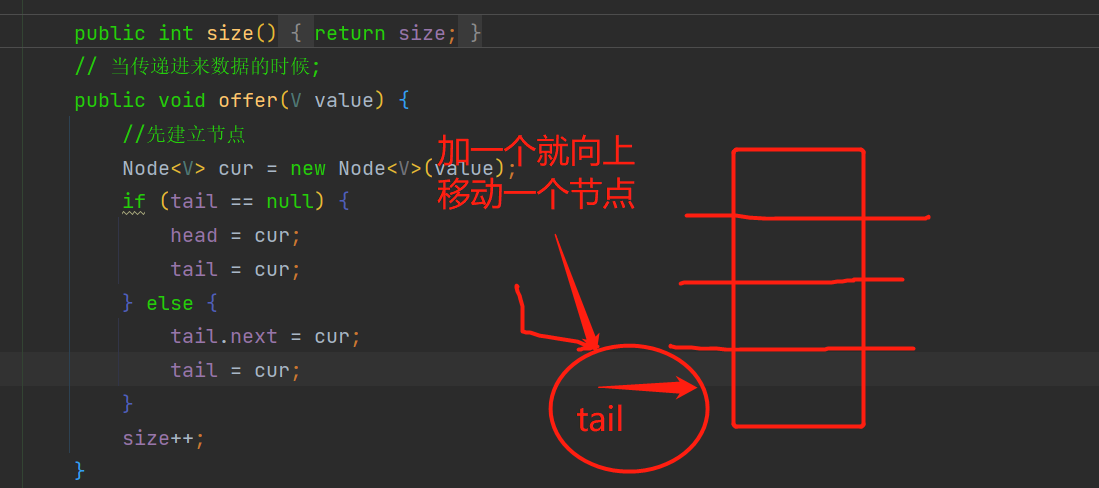 public int size() { return size; }
// 当传递进来数据的时候;
public void offer(V value) {
//先建立节点
Node<V> cur = new Node<V>(value);
if (tail == null) {
head = cur;
tail = cur;
} else {
tail.next = cur;
tail = cur;
}
size++;
}
加一个就向上
移动一个节点
tail